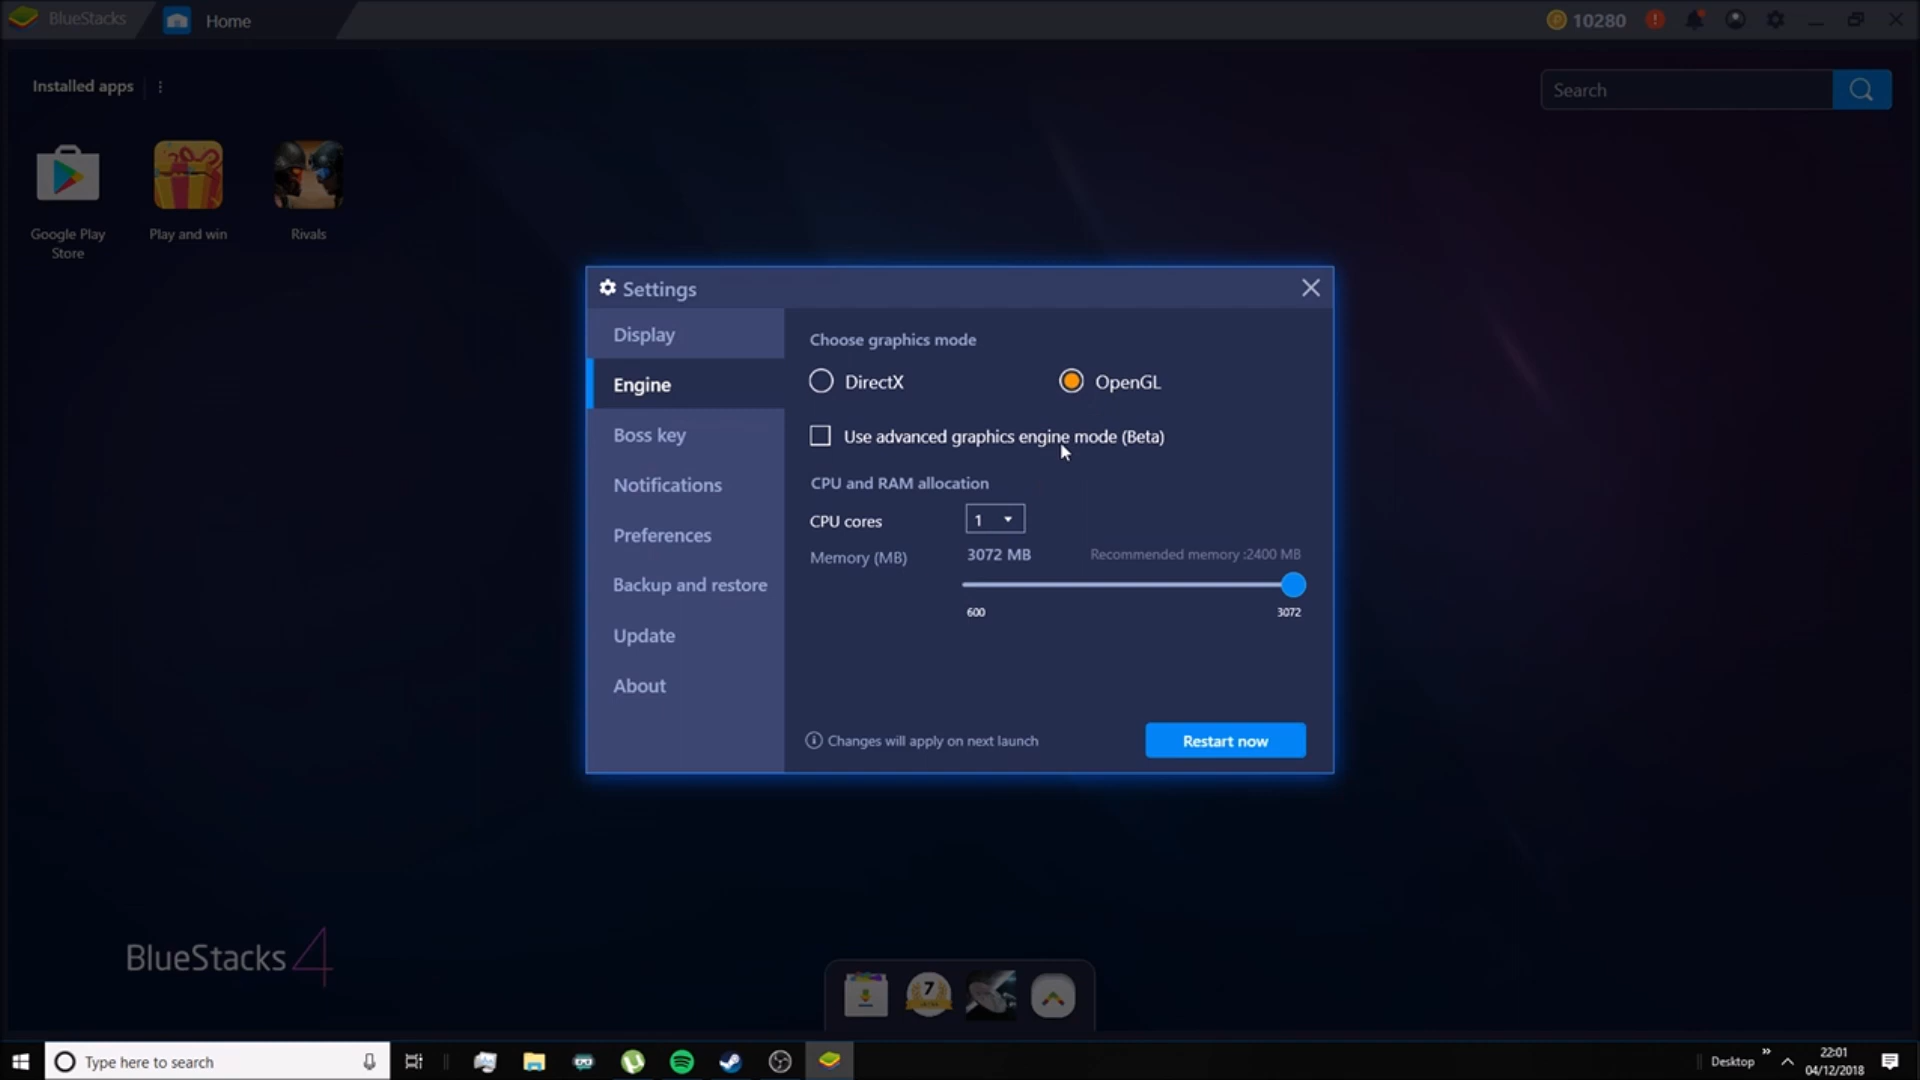 BlueStacks
Home
10280
Installed apps
Search
Google Play
Store
Play and win
Rivals
Settings
Display
Engine
Boss key
Notifications
Preferences
Backup and restore
Update
About
Choose graphics mode
DirectX
OpenGL
Use advanced graphics engine mode (Beta)
CPU and RAM allocation
CPU cores
1
Memory (MB)
3072 MB
Recommended memory :2400 MB
600
3072
Changes will apply on next launch
Restart now
BlueStacks 4
7
Type here to search
Desktop
22:01
04/12/2018